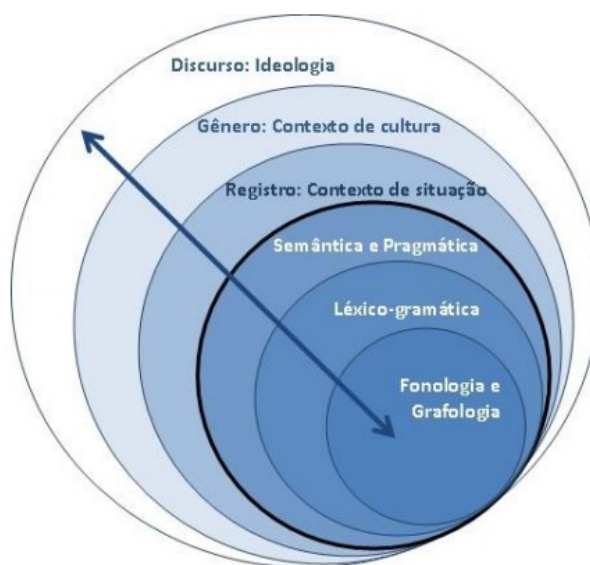 Discurso: Ideologia
Gênero: Contexto de cultura
Registro: Contexto de situação
Semântica e Pragmática
Léxico-gramática
Fonologia e
Grafologia